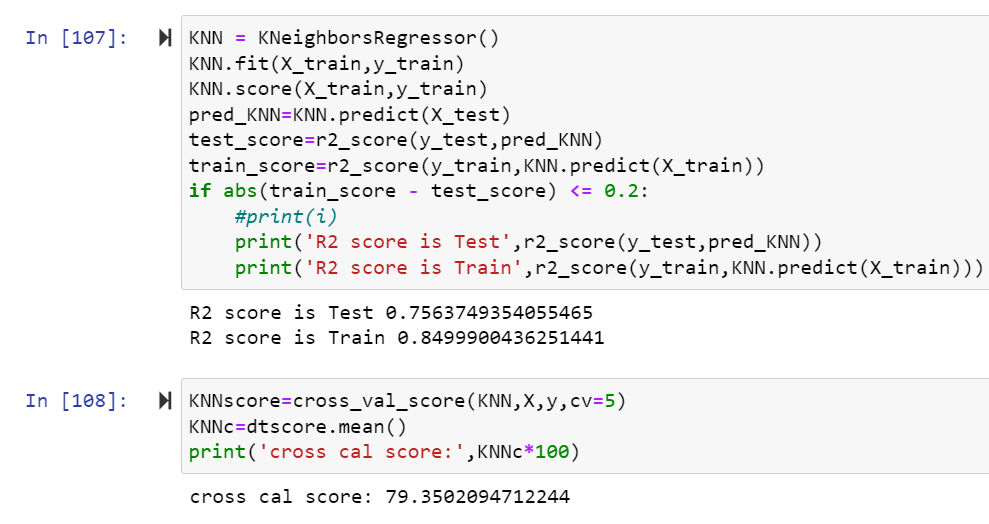 In [107]:
KNN = KNeighborsRegressor()
KNN.fit(X_train,y_train)
KNN.score(X_train,y_train)
pred_KNN=KNN.predict(X_test)
test_score=r2_score(y_test,pred_KNN)
train_score=r2_score(y_train,KNN.predict(X_train))
if abs(train_score - test_score) <= 0.2:
    #print(i)
    print('R2 score is Test',r2_score(y_test,pred_KNN))
    print('R2 score is Train',r2_score(y_train,KNN.predict(X_train)))
R2 score is Test 0.7563749354055465
R2 score is Train 0.8499900436251441
In [108]:
KNNscore=cross_val_score(KNN,X,y,cv=5)
KNNc=dtscore.mean()
print('cross cal score:',KNNc*100)
cross cal score: 79.3502094712244